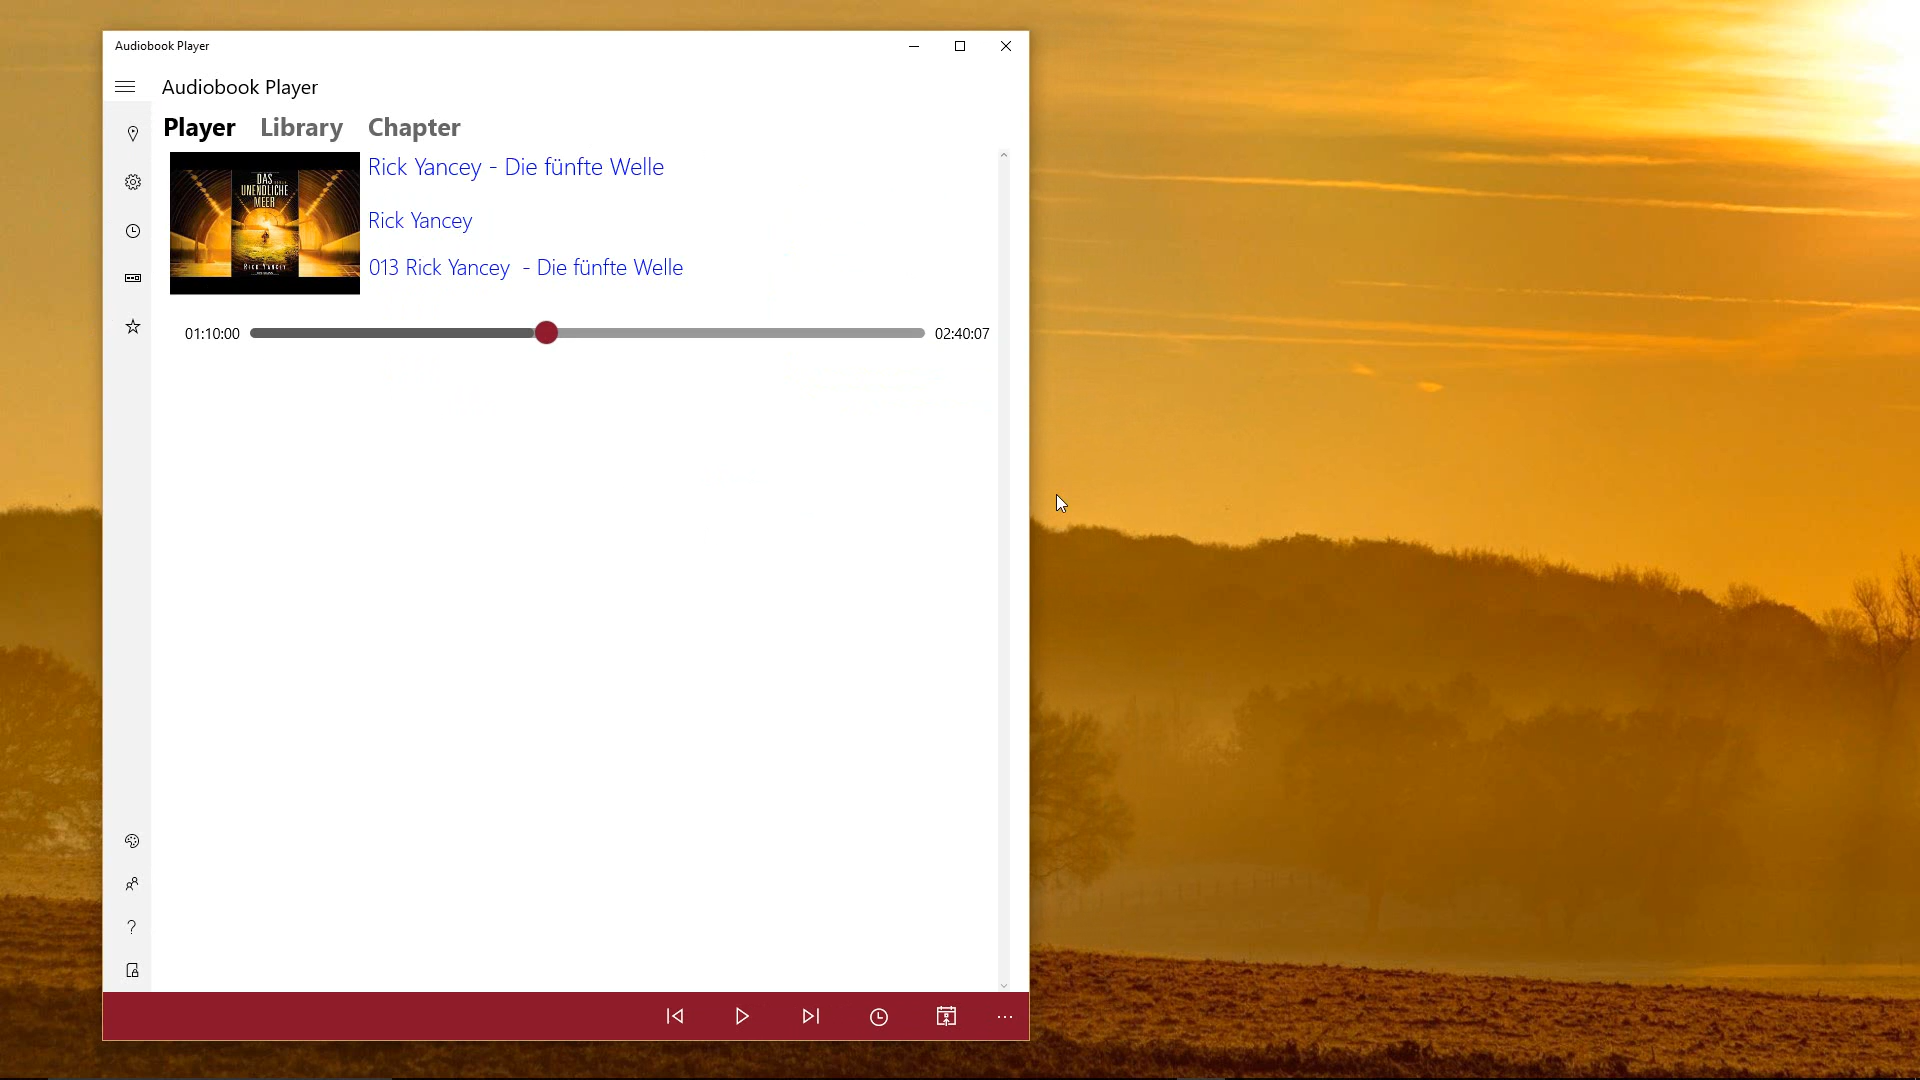 Audiobook Player
Audiobook Player
Player Library Chapter
DAS
UNENDLICHE
MEER
RICK YANCEY
Rick Yancey - Die fünfte Welle
Rick Yancey
013 Rick Yancey - Die fünfte Welle
01:10:00
02:40:07